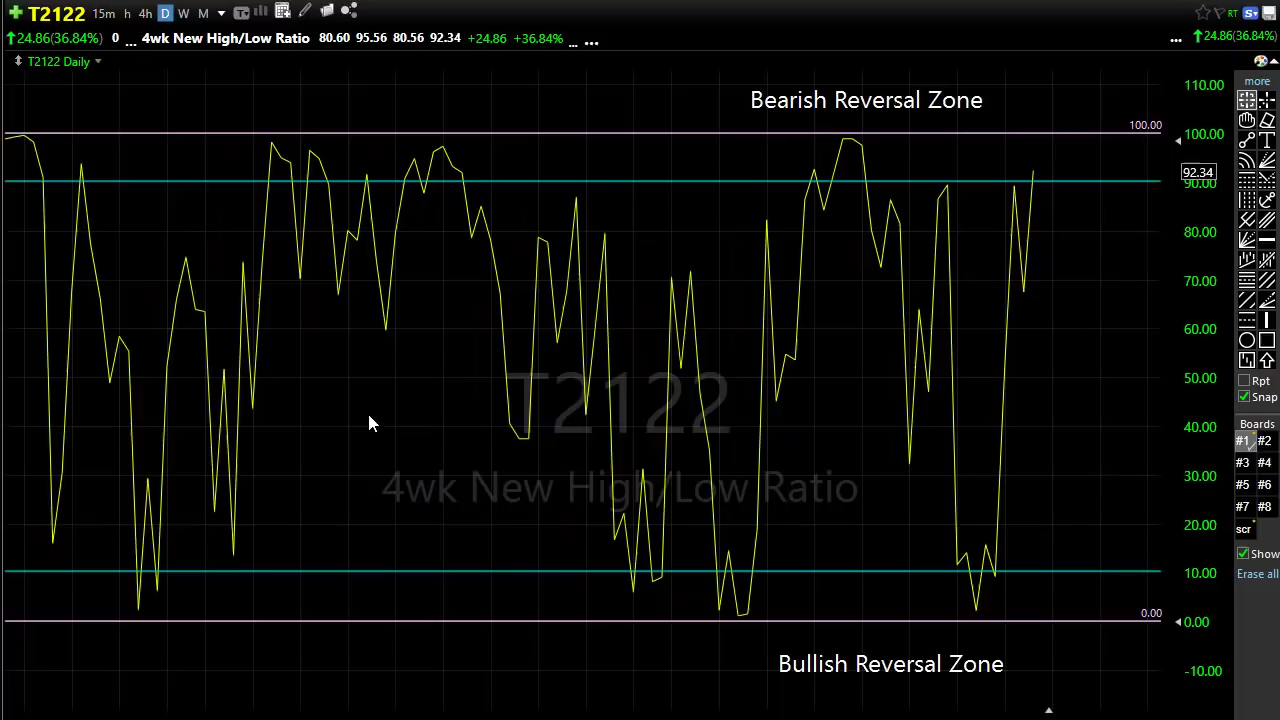 T2122 15m h 4h D W M
RT S
24.86(36.84%) 0 ... 4wk New High/Low Ratio 80.60 95.56 80.56 92.34 +24.86 +36.84% ... ...
... 24.86(36.84%)
T2122 Daily
more
110.00
Bearish Reversal Zone
100.00
100.00
92.34
90.00
80.00
70.00
60.00
50.00
40.00
30.00
20.00
10.00
0.00
0.00
-10.00
T2122
4wk New High/Low Ratio
Bullish Reversal Zone
T
Rpt
Snap
Boards
#1 #2
#3 #4
#5 #6
#7 #8
scr
Show
Erase all